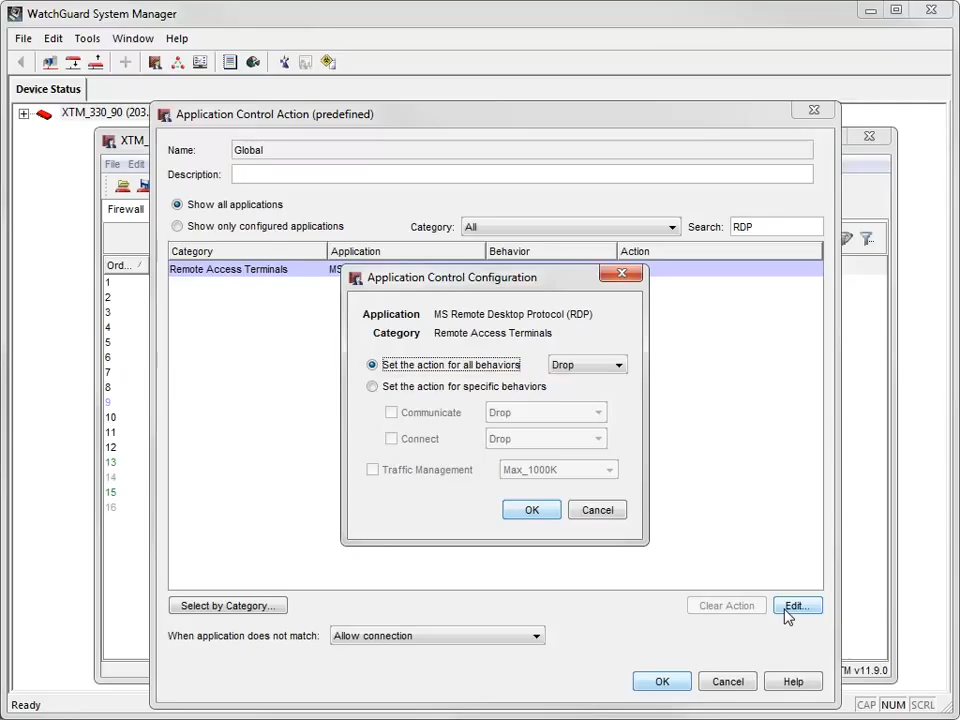 WatchGuard System Manager
File Edit Tools Window Help
Device Status
XTM_330_90 (203.
Application Control Action (predefined)
XTM_
File Edit
Firewall
Ord...
1
2
3
4
5
6
7
8
9
10
11
12
13
14
15
16
Name: Global
Description:
Show all applications
Show only configured applications Category: All Search: RDP
Category Application Behavior Action
Remote Access Terminals MS
Application Control Configuration
Application MS Remote Desktop Protocol (RDP)
Category Remote Access Terminals
Set the action for all behaviors Drop
Set the action for specific behaviors
Communicate Drop
Connect Drop
Traffic Management Max_1000K
OK Cancel
Select by Category... Clear Action Edit...
When application does not match: Allow connection
OK Cancel Help
TM v11.9.0
Ready CAP NUM SCRL